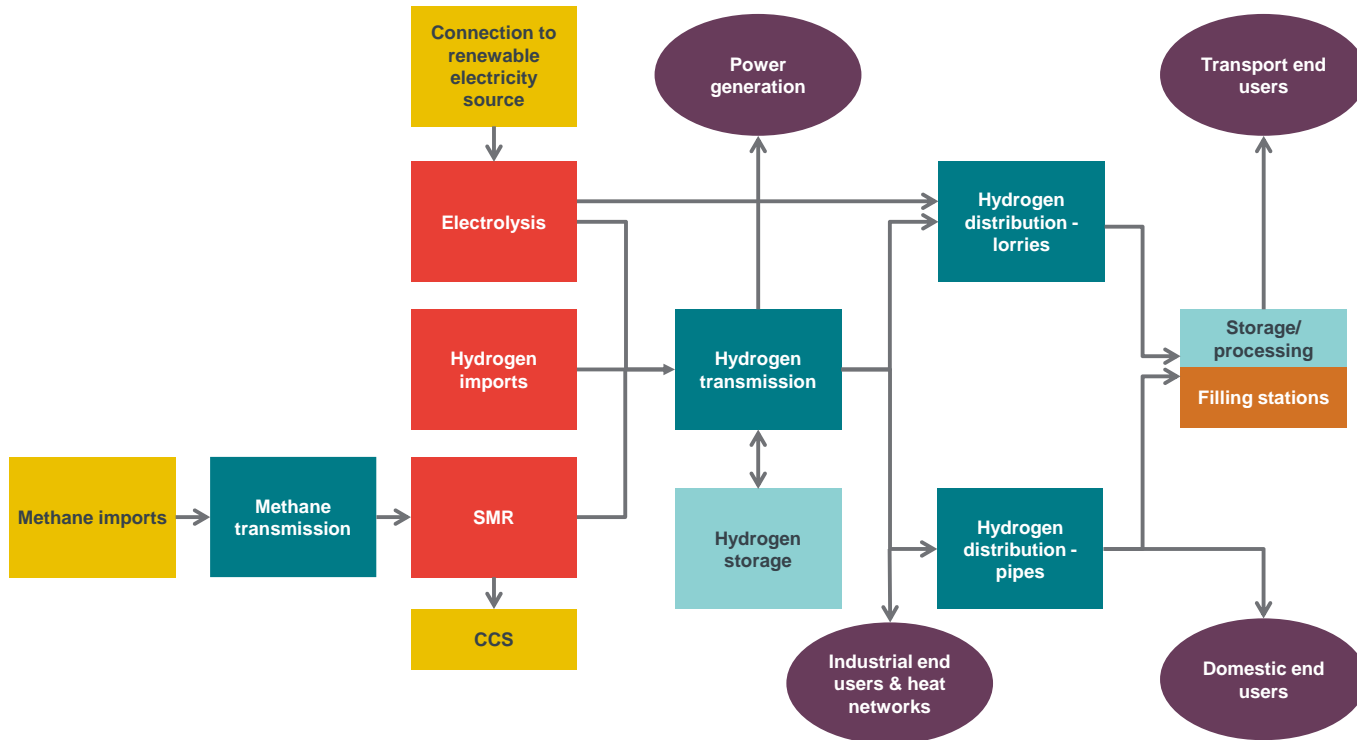 Connection to
renewable
electricity
source
Power
generation
Transport end
users
Electrolysis
Hydrogen
distribution -
lorries
Hydrogen
imports
Hydrogen
transmission
Storage/
processing
Filling stations
Methane imports
Methane
transmission
SMR
Hydrogen
storage
Hydrogen
distribution -
pipes
CCS
Industrial end
users & heat
networks
Domestic end
users